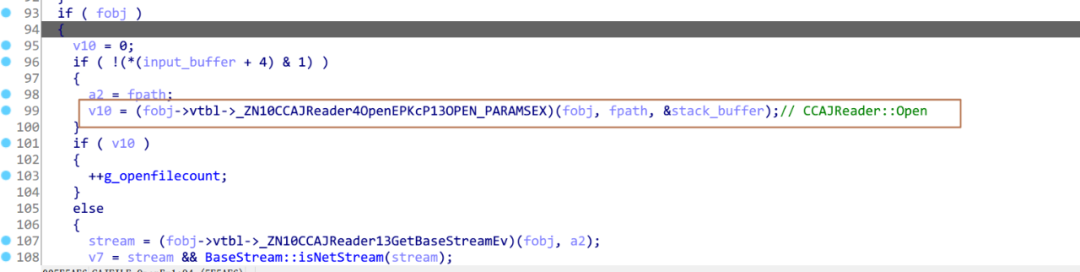 93 if ( fobj )
94 {
95 v10 = 0;
96 if ( !(*(input_buffer + 4) & 1) )
97 {
98 a2 = fpath;
99 v10 = (fobj->vtbl->_ZN10CCAJReader4OpenEPKcP13OPEN_PARAMSEX)(fobj, fpath, &stack_buffer);// CCAJReader::Open
100 }
101 if ( v10 )
102 {
103 ++g_openfilecount;
104 }
105 else
106 {
107 stream = (fobj->vtbl->_ZN10CCAJReader13GetBaseStreamEv)(fobj, a2);
108 v7 = stream && BaseStream::isNetStream(stream);